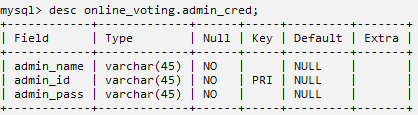 mysql> desc online_voting.admin_cred;
+------------+-------------+------+-----+---------+-------+
| Field      | Type        | Null | Key | Default | Extra |
+------------+-------------+------+-----+---------+-------+
| admin_name | varchar(45) | NO   |     | NULL    |       |
| admin_id   | varchar(45) | NO   | PRI | NULL    |       |
| admin_pass | varchar(45) | NO   |     | NULL    |       |
+------------+-------------+------+-----+---------+-------+